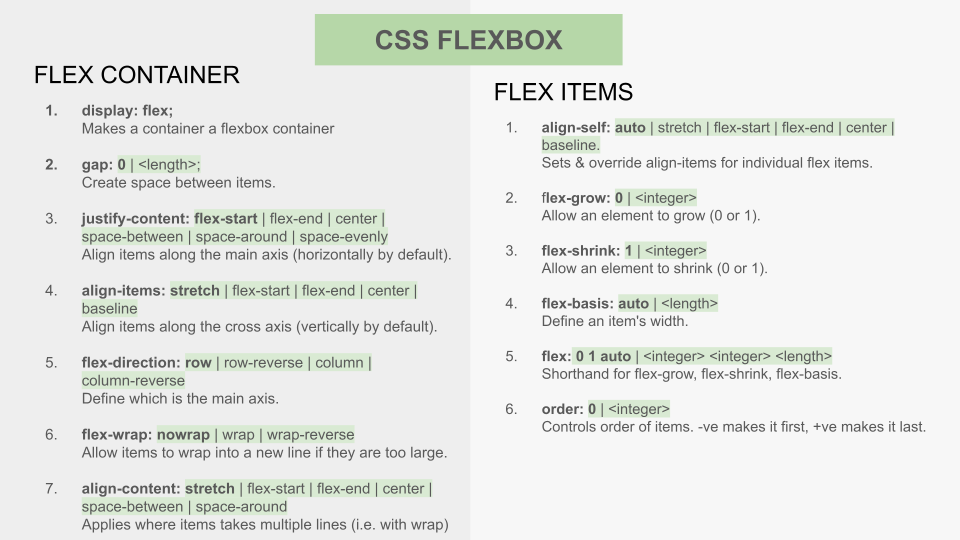 CSS FLEXBOX
FLEX CONTAINER
1. display: flex;
Makes a container a flexbox container
2. gap: 0 | <length>;
Create space between items.
3. justify-content: flex-start | flex-end | center |
space-between | space-around | space-evenly
Align items along the main axis (horizontally by default).
4. align-items: stretch | flex-start | flex-end | center |
baseline
Align items along the cross axis (vertically by default).
5. flex-direction: row | row-reverse | column |
column-reverse
Define which is the main axis.
6. flex-wrap: nowrap | wrap | wrap-reverse
Allow items to wrap into a new line if they are too large.
7. align-content: stretch | flex-start | flex-end | center |
space-between | space-around
Applies where items takes multiple lines (i.e. with wrap)
FLEX ITEMS
1. align-self: auto | stretch | flex-start | flex-end | center |
baseline.
Sets & override align-items for individual flex items.
2. flex-grow: 0 | <integer>
Allow an element to grow (0 or 1).
3. flex-shrink: 1 | <integer>
Allow an element to shrink (0 or 1).
4. flex-basis: auto | <length>
Define an item's width.
5. flex: 0 1 auto | <integer> <integer> <length>
Shorthand for flex-grow, flex-shrink, flex-basis.
6. order: 0 | <integer>
Controls order of items. -ve makes it first, +ve makes it last.